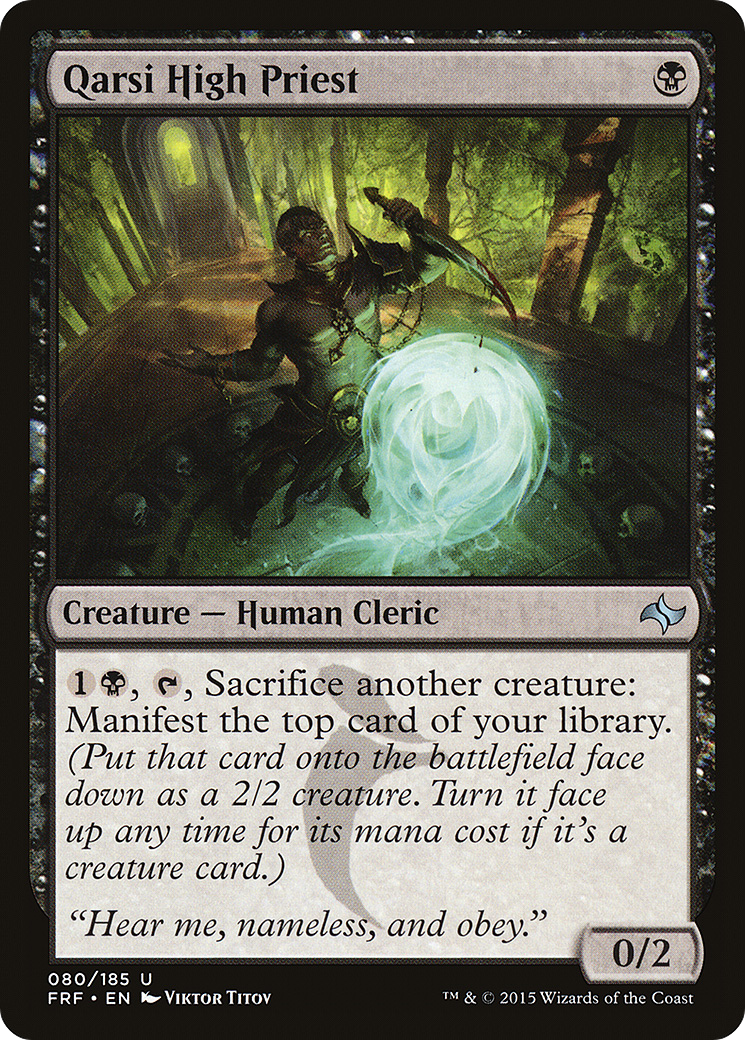 Qarsi High Priest
Creature — Human Cleric
1, , Sacrifice another creature:
Manifest the top card of your library.
(Put that card onto the battlefield face
down as a 2/2 creature. Turn it face
up any time for its mana cost if it's a
creature card.)
“Hear me, nameless, and obey.”
0/2
080/185 U
FRF • EN Viktor Titov
™ & © 2015 Wizards of the Coast